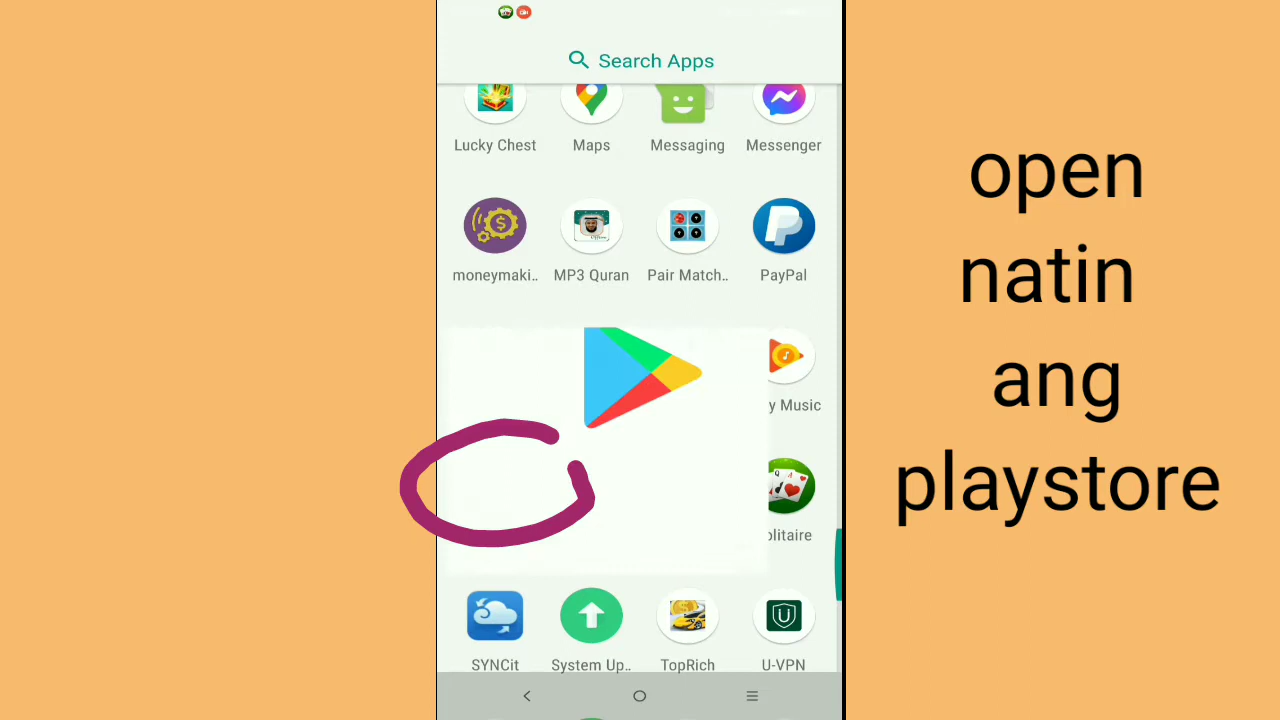 Search Apps
Lucky Chest
Maps
Messaging
Messenger
moneymaki..
MP3 Quran
Pair Match..
PayPal
y Music
olitaire
SYNCit
System Up..
TopRich
U-VPN
open
natin
ang
playstore